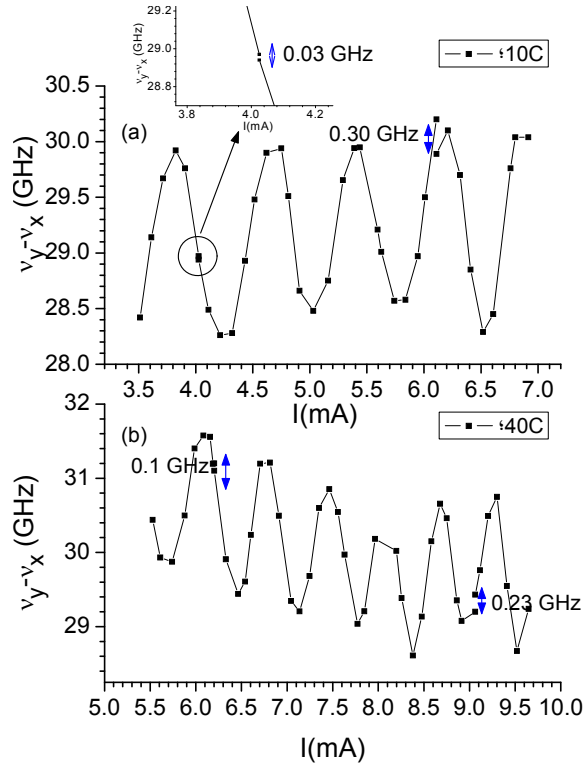 29.2
29.0
28.8
νy-νx (GHz)
0.03 GHz
3.8 4.0 4.2
I(mA)
៖10C
(a)
0.30 GHz
30.5
30.0
29.5
29.0
28.5
28.0
νy-νx (GHz)
3.5 4.0 4.5 5.0 5.5 6.0 6.5 7.0
I(mA)
32
31
30
29
νy-νx (GHz)
(b)
៖40C
0.1 GHz
0.23 GHz
5.0 5.5 6.0 6.5 7.0 7.5 8.0 8.5 9.0 9.5 10.0
I(mA)